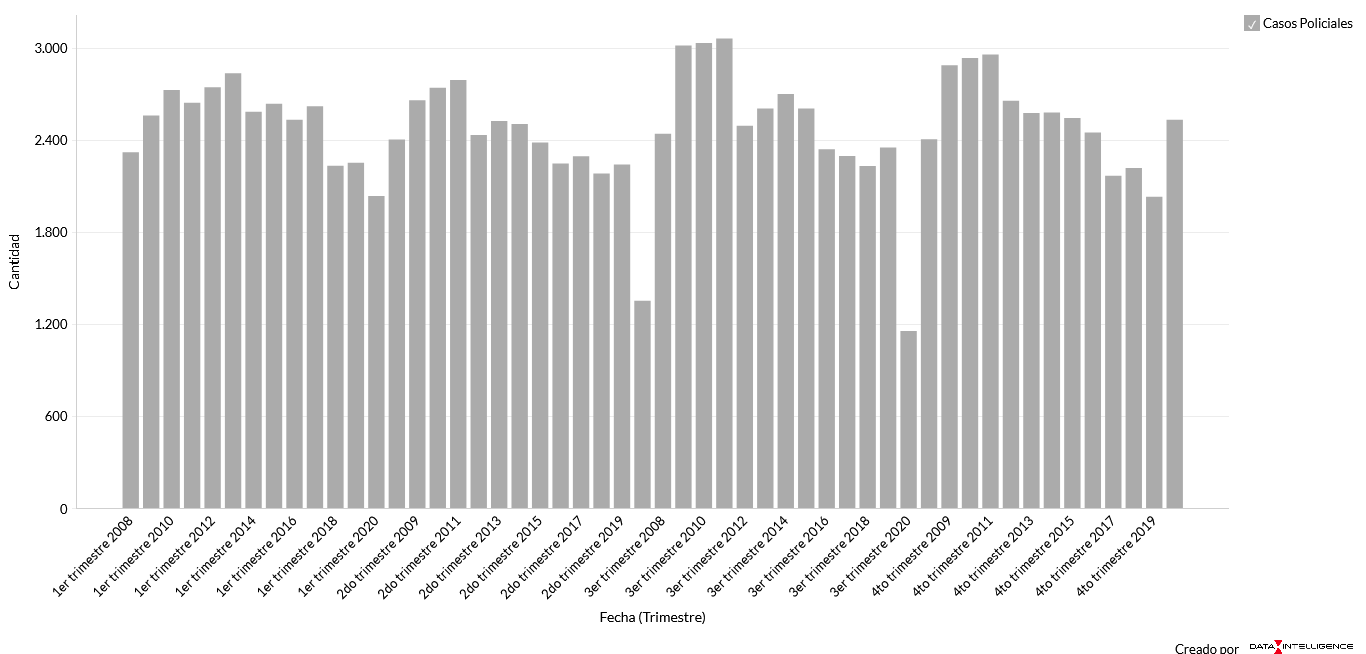 Casos Policiales
3.000
2.400
1.800
1.200
600
0
Cantidad
1er trimestre 2008
1er trimestre 2010
1er trimestre 2012
1er trimestre 2014
1er trimestre 2016
1er trimestre 2018
1er trimestre 2020
2do trimestre 2009
2do trimestre 2011
2do trimestre 2013
2do trimestre 2015
2do trimestre 2017
2do trimestre 2019
3er trimestre 2008
3er trimestre 2010
3er trimestre 2012
3er trimestre 2014
3er trimestre 2016
3er trimestre 2018
3er trimestre 2020
4to trimestre 2009
4to trimestre 2011
4to trimestre 2013
4to trimestre 2015
4to trimestre 2017
4to trimestre 2019
Fecha (Trimestre)
Creado por DATA INTELLIGENCE